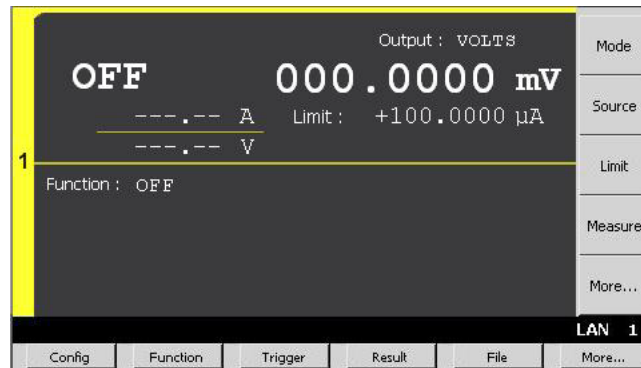 Output : VOLTS
OFF 000.0000 mV
---.-- A Limit : +100.0000 µA
---.-- V
1
Function : OFF
Mode
Source
Limit
Measure
More...
LAN 1
Config Function Trigger Result File More...